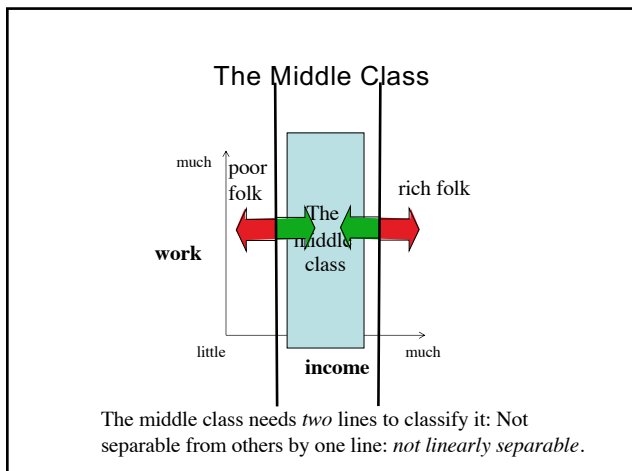 The Middle Class
much
poor
folk
rich folk
The
middle
class
work
little
income
much
The middle class needs two lines to classify it: Not
separable from others by one line: not linearly separable.